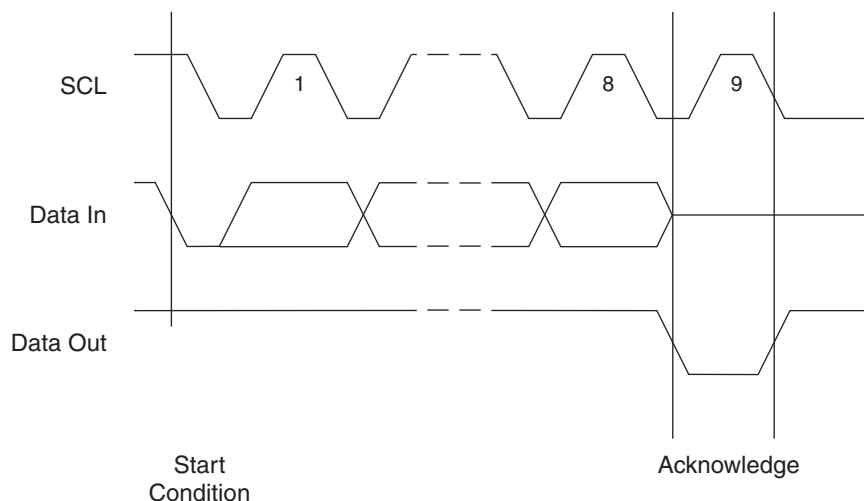 SCL
1
8
9
Data In
Data Out
Start
Condition
Acknowledge